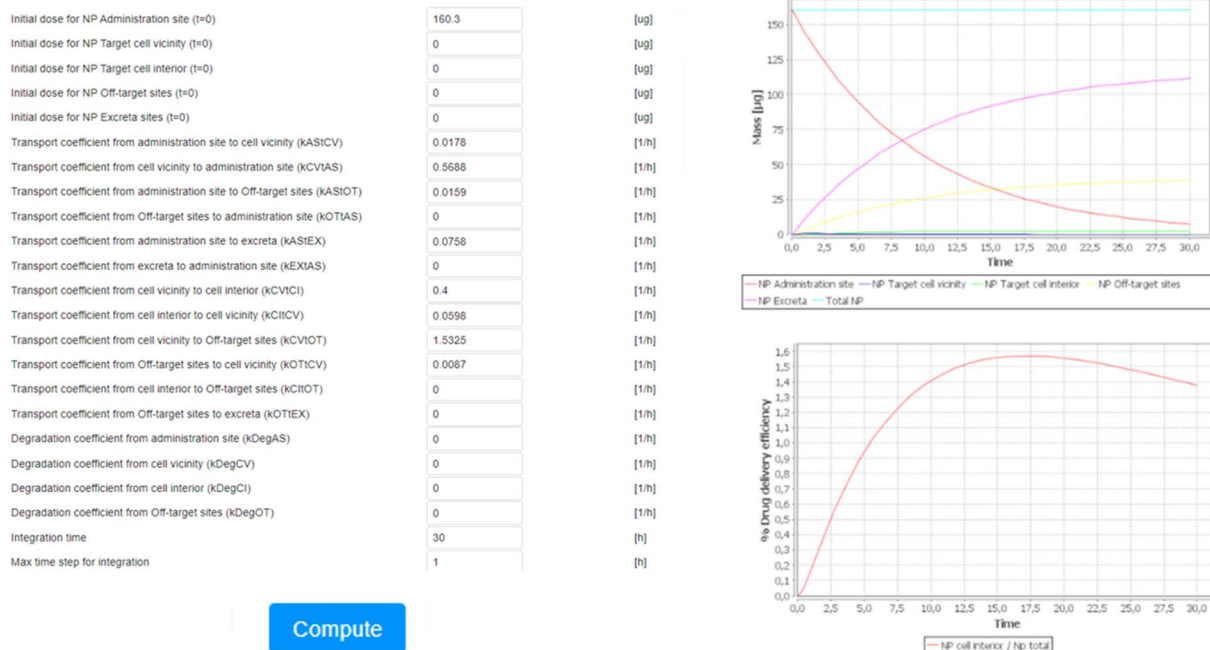 Initial dose for NP Administration site (t=0) 160.3 [ug]
Initial dose for NP Target cell vicinity (t=0) 0 [ug]
Initial dose for NP Target cell interior (t=0) 0 [ug]
Initial dose for NP Off-target sites (t=0) 0 [ug]
Initial dose for NP Excreta sites (t=0) 0 [ug]
Transport coefficient from administration site to cell vicinity (kAStCV) 0.0178 [1/h]
Transport coefficient from cell vicinity to administration site (kCVtAS) 0.5688 [1/h]
Transport coefficient from administration site to Off-target sites (kAStOT) 0.0159 [1/h]
Transport coefficient from Off-target sites to administration site (kOTtAS) 0 [1/h]
Transport coefficient from administration site to excreta (kAStEX) 0.0758 [1/h]
Transport coefficient from excreta to administration site (kEXtAS) 0 [1/h]
Transport coefficient from cell vicinity to cell interior (kCVtCI) 0.4 [1/h]
Transport coefficient from cell interior to cell vicinity (kCItCV) 0.0598 [1/h]
Transport coefficient from cell vicinity to Off-target sites (kCVtOT) 1.5325 [1/h]
Transport coefficient from Off-target sites to cell vicinity (kOTtCV) 0.0087 [1/h]
Transport coefficient from cell interior to Off-target sites (kCItOT) 0 [1/h]
Transport coefficient from Off-target sites to excreta (kOTtEX) 0 [1/h]
Degradation coefficient from administration site (kDegAS) 0 [1/h]
Degradation coefficient from cell vicinity (kDegCV) 0 [1/h]
Degradation coefficient from cell interior (kDegCI) 0 [1/h]
Degradation coefficient from Off-target sites (kDegOT) 0 [1/h]
Integration time 30 [h]
Max time step for integration 1 [h]
Compute
Mass [µg]
150
125
100
75
50
25
0
0,0 2,5 5,0 7,5 10,0 12,5 15,0 17,5 20,0 22,5 25,0 27,5 30,0
Time
NP Administration site NP Target cell vicinity NP Target cell interior NP Off-target sites
NP Excreta Total NP
% Drug delivery efficiency
1,6
1,5
1,4
1,3
1,2
1,1
1,0
0,9
0,8
0,7
0,6
0,5
0,4
0,3
0,2
0,1
0,0
0,0 2,5 5,0 7,5 10,0 12,5 15,0 17,5 20,0 22,5 25,0 27,5 30,0
Time
NP cell interior / Np total